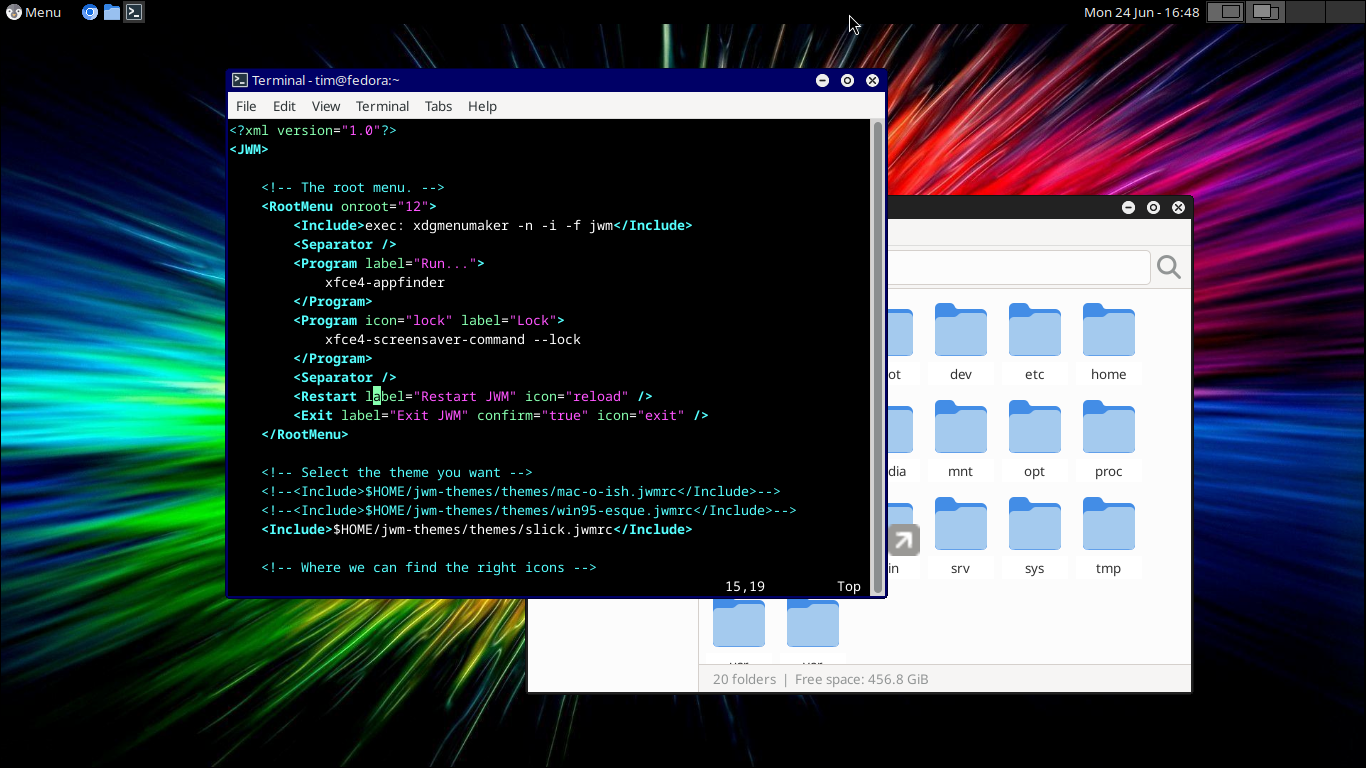 Menu
Mon 24 Jun - 16:48
Terminal - tim@fedora:~
File Edit View Terminal Tabs Help
<?xml version="1.0"?>
<JWM>
<!-- The root menu. -->
<RootMenu onroot="12">
<Include>exec: xdgmenumaker -n -i -f jwm</Include>
<Separator />
<Program label="Run...">
xfce4-appfinder
</Program>
<Program icon="lock" label="Lock">
xfce4-screensaver-command --lock
</Program>
<Separator />
<Restart label="Restart JWM" icon="reload" />
<Exit label="Exit JWM" confirm="true" icon="exit" />
</RootMenu>
<!-- Select the theme you want -->
<!--<Include>$HOME/jwm-themes/themes/mac-o-ish.jwmrc</Include>-->
<!--<Include>$HOME/jwm-themes/themes/win95-esque.jwmrc</Include>-->
<Include>$HOME/jwm-themes/themes/slick.jwmrc</Include>
<!-- Where we can find the right icons -->
15,19 Top
ot dev etc home
dia mnt opt proc
in srv sys tmp
20 folders | Free space: 456.8 GiB